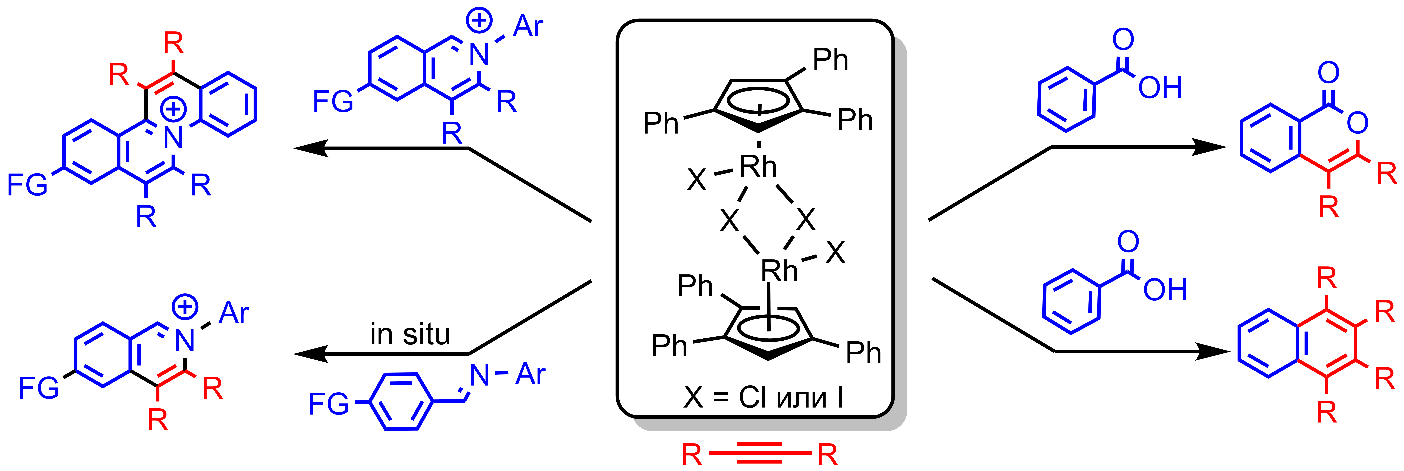 R
R
FG
N
⊕
R
R
⊕
N
Ar
FG
R
R
Ph
Ph
Ph
X
Rh
X
X
Rh
X
Ph
Ph
Ph
X = Cl или I
R
R
O
OH
O
O
R
R
⊕
N
Ar
FG
R
R
in situ
N
Ar
FG
O
OH
R
R
R
R